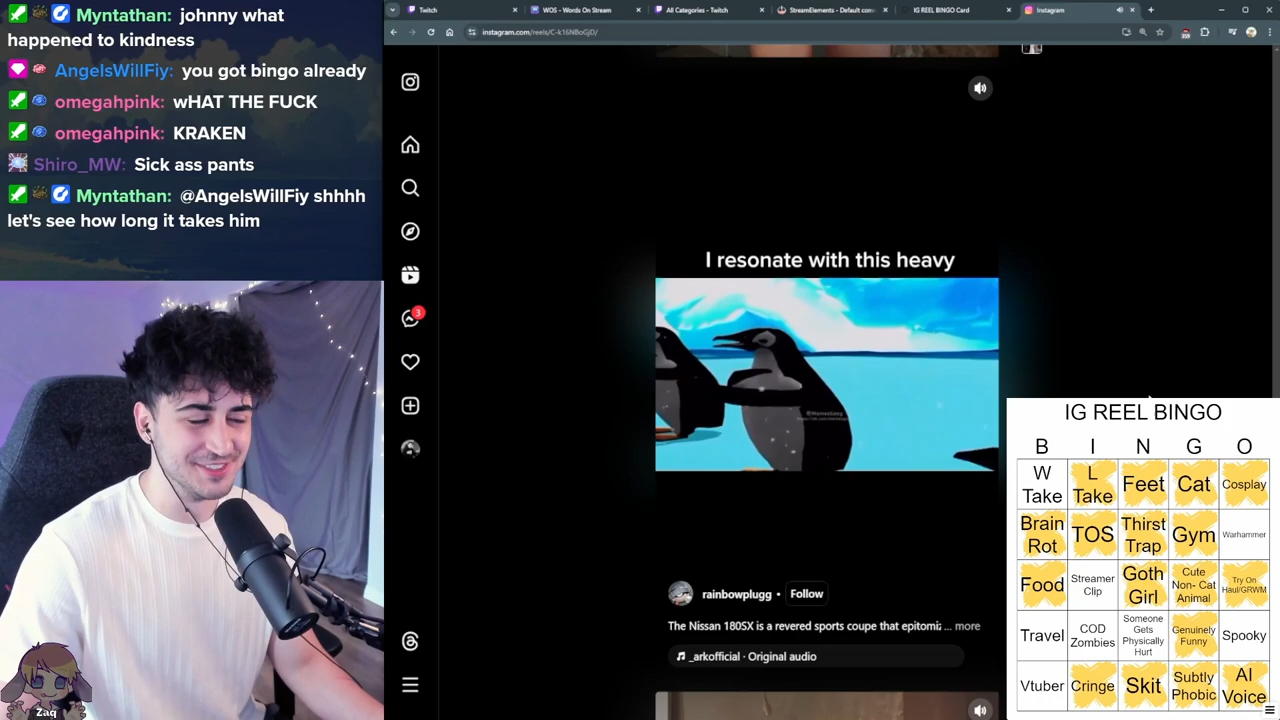 Myntathan: johnny what
happened to kindness
AngelsWillFiy: you got bingo already
omegahpink: wHAT THE FUCK
omegahpink: KRAKEN
Shiro_MW: Sick ass pants
Myntathan: @AngelsWillFiy shhhh
let's see how long it takes him
Zaq
Twitch
WOS - Words On Stream
All Categories - Twitch
StreamElements - Default com
IG REEL BINGO Card
Instagram
instagram.com/reels/C-k16NBoGjD/
3
I resonate with this heavy
rainbowplugg • Follow
The Nissan 180SX is a revered sports coupe that epitomi... more
_arkofficial · Original audio
IG REEL BINGO
B I N G O
W Take
L Take
Feet
Cat
Cosplay
Brain Rot
TOS
Thirst Trap
Gym
Warhammer
Food
Streamer Clip
Goth Girl
Cute Non- Cat Animal
Try On Haul/GRWM
Travel
COD Zombies
Someone Gets Physically Hurt
Genuinely Funny
Spooky
Vtuber
Cringe
Skit
Subtly Phobic
AI Voice